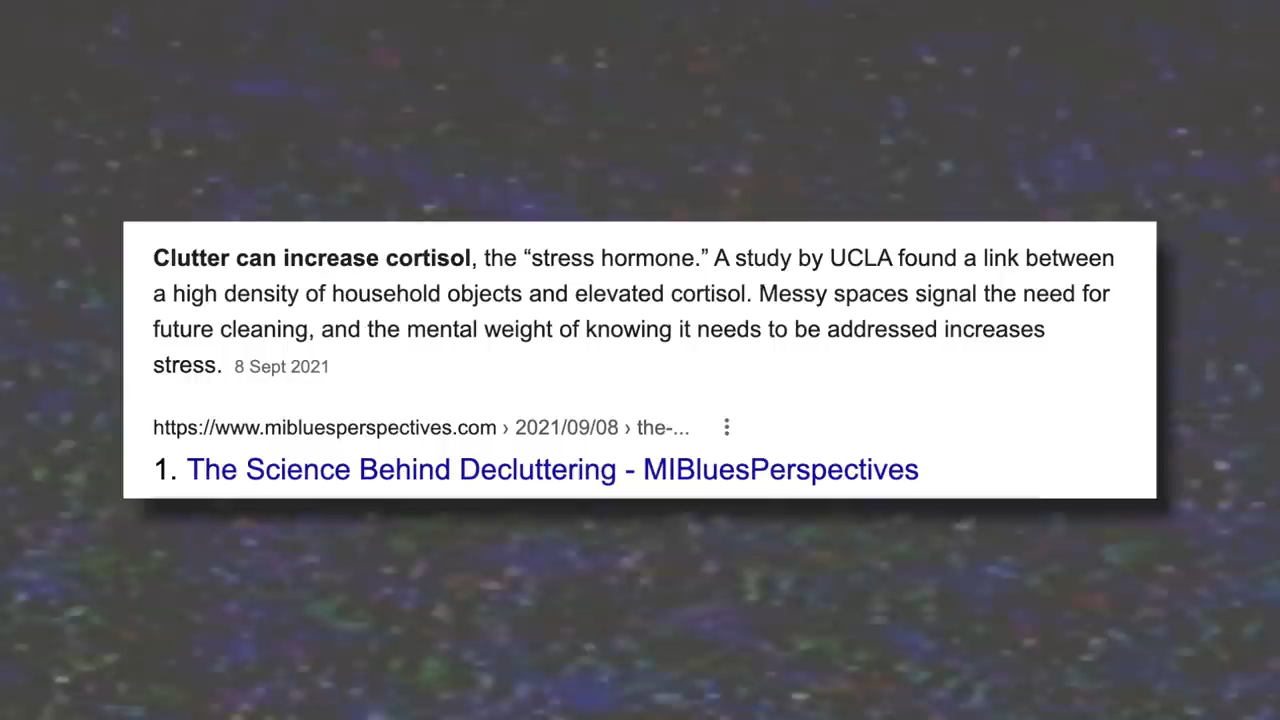 Clutter can increase cortisol, the “stress hormone.” A study by UCLA found a link between
a high density of household objects and elevated cortisol. Messy spaces signal the need for
future cleaning, and the mental weight of knowing it needs to be addressed increases
stress. 8 Sept 2021
https://www.mibluesperspectives.com › 2021/09/08 › the-...
1. The Science Behind Decluttering - MIBluesPerspectives